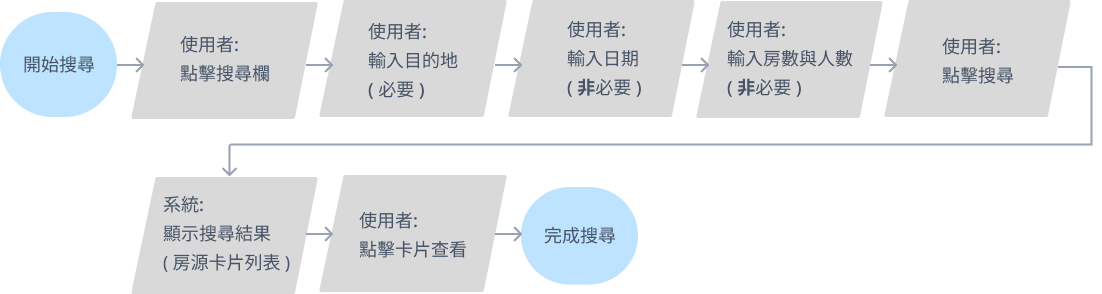 開始搜尋
使用者:
點擊搜尋欄
使用者:
輸入目的地
( 必要 )
使用者:
輸入日期
( 非必要 )
使用者:
輸入房數與人數
( 非必要 )
使用者:
點擊搜尋
系統:
顯示搜尋結果
( 房源卡片列表 )
使用者:
點擊卡片查看
完成搜尋